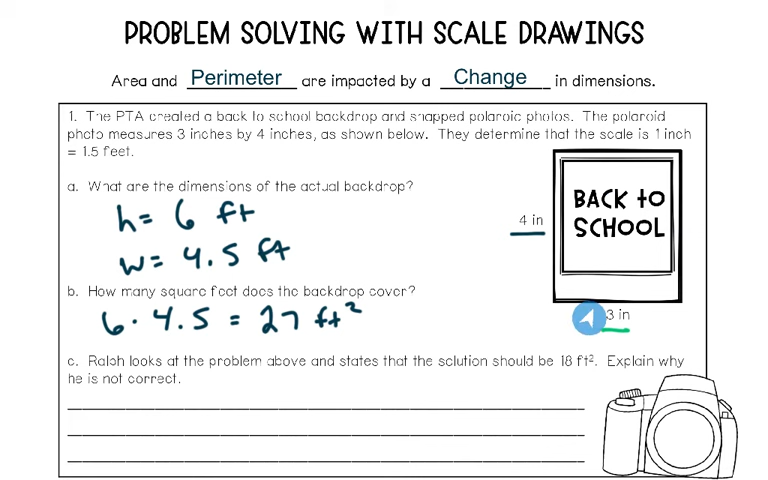 PROBLEM SOLVING WITH SCALE DRAWINGS
Area and Perimeter are impacted by a Change in dimensions.
1. The PTA created a back to school backdrop and snapped polaroid photos. The polaroid
photo measures 3 inches by 4 inches, as shown below. They determine that the scale is 1 inch
= 1.5 feet.
a. What are the dimensions of the actual backdrop?
h = 6 ft
w = 4.5 ft
4 in
BACK to
SCHOOL
3 in
b. How many square feet does the backdrop cover?
6 · 4.5 = 27 ft²
c. Ralph looks at the problem above and states that the solution should be 18 ft². Explain why
he is not correct.